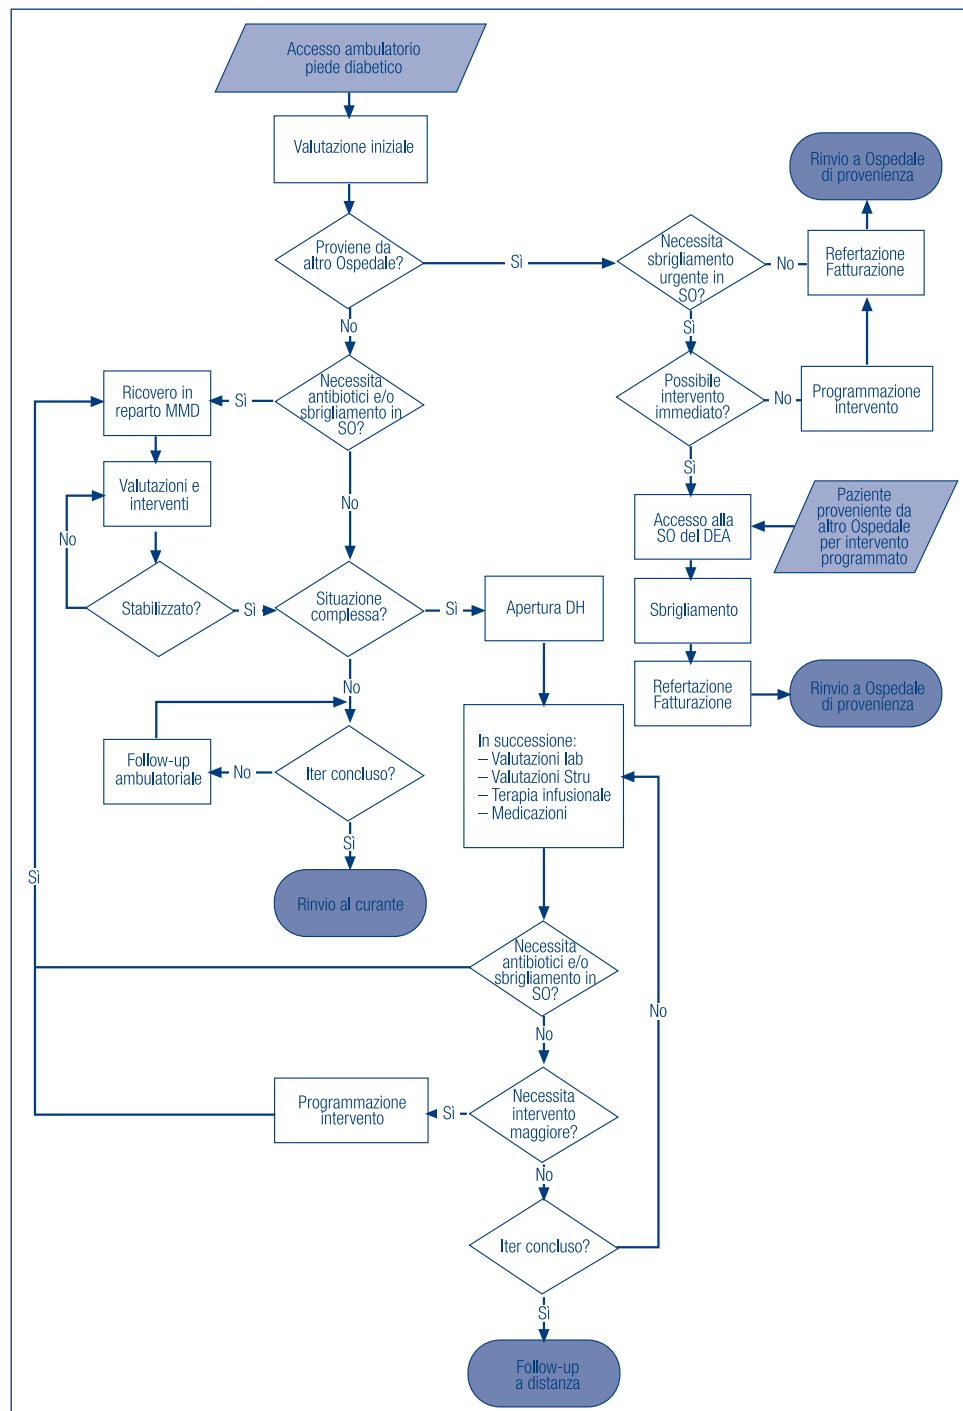 Accesso ambulatorio
piede diabetico
Valutazione iniziale
Rinvio a Ospedale
di provenienza
Proviene da
altro Ospedale?
Sì
Necessita
sbrigliamento
urgente in
SO?
No
Refertazione
Fatturazione
No
Sì
Ricovero in
reparto MMD
Sì
Necessita
antibiotici e/o
sbrigliamento in
SO?
Possibile
intervento
immediato?
No
Programmazione
intervento
Sì
Valutazioni e
interventi
No
No
Accesso alla
SO del DEA
Paziente
proveniente da
altro Ospedale
per intervento
programmato
Stabilizzato?
Sì
Situazione
complessa?
Sì
Apertura DH
Sbrigliamento
No
Refertazione
Fatturazione
Rinvio a Ospedale
di provenienza
Follow-up
ambulatoriale
No
Iter concluso?
In successione:
– Valutazioni lab
– Valutazioni Stru
– Terapia infusionale
– Medicazioni
Sì
Sì
Rinvio al curante
Necessita
antibiotici e/o
sbrigliamento in
SO?
No
No
Programmazione
intervento
Sì
Necessita
intervento
maggiore?
No
Iter concluso?
Sì
Follow-up
a distanza